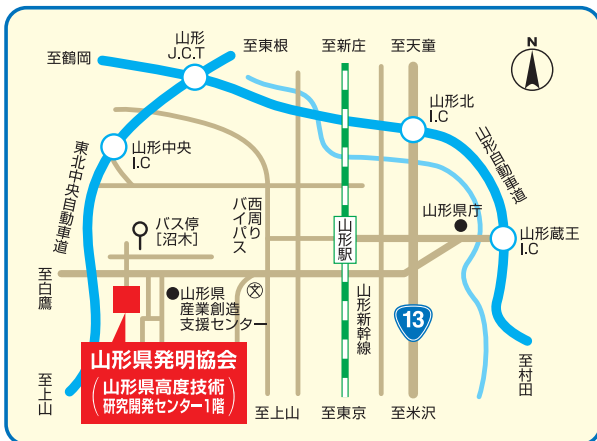 山形
J.C.T
至鶴岡
至東根
至新庄
至天童
N
山形北
I.C
山形自動車道
山形中央
I.C
東北中央自動車道
バス停
[沼木]
西周り
バイパス
山形県庁
山形駅
山形蔵王
I.C
至白鷹
山形県
産業創造
支援センター
文
山形新幹線
13
山形県発明協会
(山形県高度技術
研究開発センター1階)
至上山
至上山
至東京
至米沢
至村田